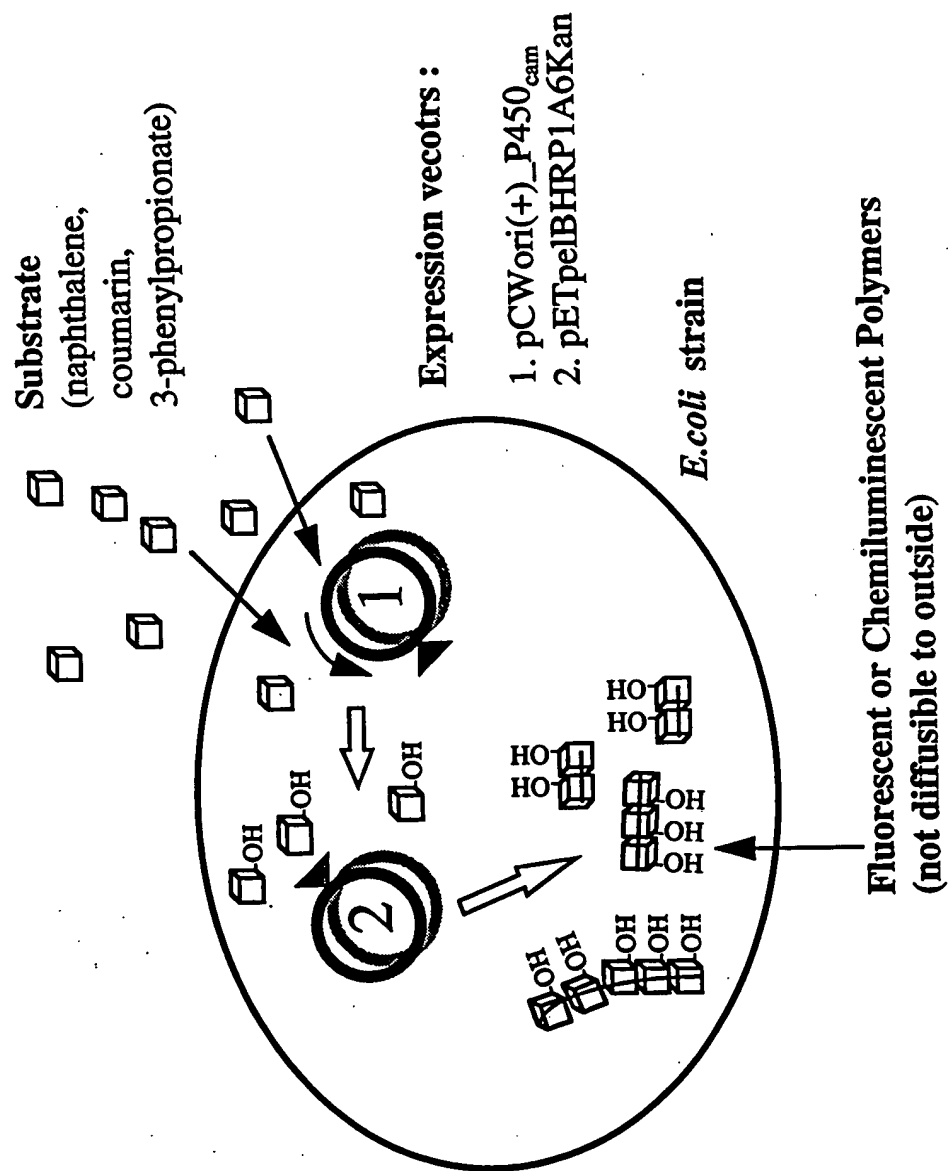 Substrate
(naphthalene,
coumarin,
3-phenylpropionate)
Expression vecotrs :
1. pCWori(+)_P450cam
2. pETpelBHRP1A6Kan
E.coli strain
1
2
OH
OH
OH
HO
HO
HO
HO
OH
OH
OH
OH
OH
OH
OH
OH
Fluorescent or Chemiluminescent Polymers
(not diffusible to outside)